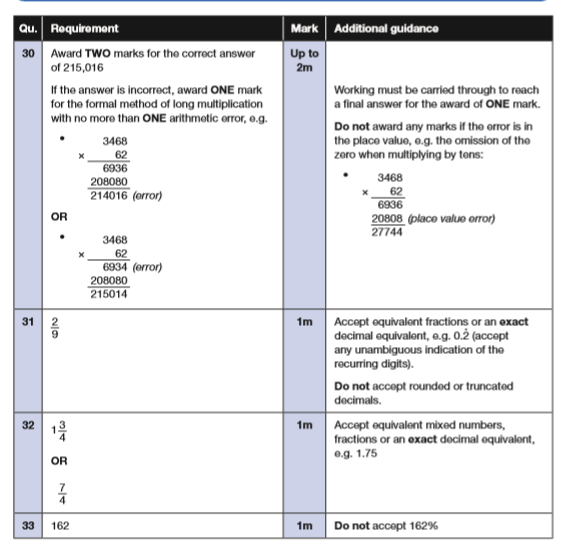 Qu. Requirement Mark Additional guidance
30 Award TWO marks for the correct answer
of 215,016
Up to
2m
If the answer is incorrect, award ONE mark
for the formal method of long multiplication
with no more than ONE arithmetic error, e.g.
• 3468
× 62
6936
208080
214016 (error)
OR
• 3468
× 62
6934 (error)
208080
215014
Working must be carried through to reach
a final answer for the award of ONE mark.
Do not award any marks if the error is in
the place value, e.g. the omission of the
zero when multiplying by tens:
• 3468
× 62
6936
20808 (place value error)
27744
31 2/9 1m Accept equivalent fractions or an exact
decimal equivalent, e.g. 0.2̇ (accept
any unambiguous indication of the
recurring digits).
Do not accept rounded or truncated
decimals.
32 1 3/4
OR
7/4
1m Accept equivalent mixed numbers,
fractions or an exact decimal equivalent,
e.g. 1.75
33 162 1m Do not accept 162%